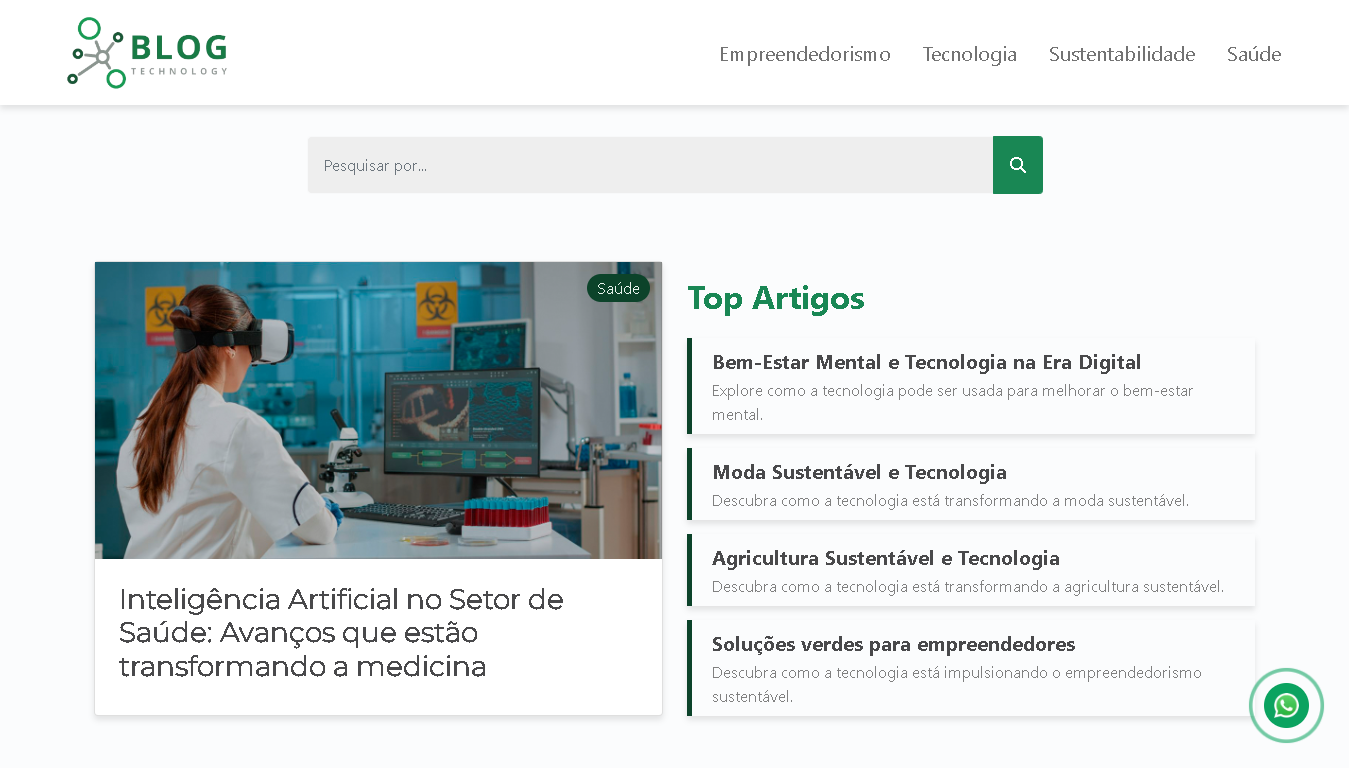 BLOG
TECHNOLOGY
Empreendedorismo Tecnologia Sustentabilidade Saúde
Pesquisar por...
Saúde
Inteligência Artificial no Setor de
Saúde: Avanços que estão
transformando a medicina
Top Artigos
Bem-Estar Mental e Tecnologia na Era Digital
Explore como a tecnologia pode ser usada para melhorar o bem-estar
mental.
Moda Sustentável e Tecnologia
Descubra como a tecnologia está transformando a moda sustentável.
Agricultura Sustentável e Tecnologia
Descubra como a tecnologia está transformando a agricultura sustentável.
Soluções verdes para empreendedores
Descubra como a tecnologia está impulsionando o empreendedorismo
sustentável.